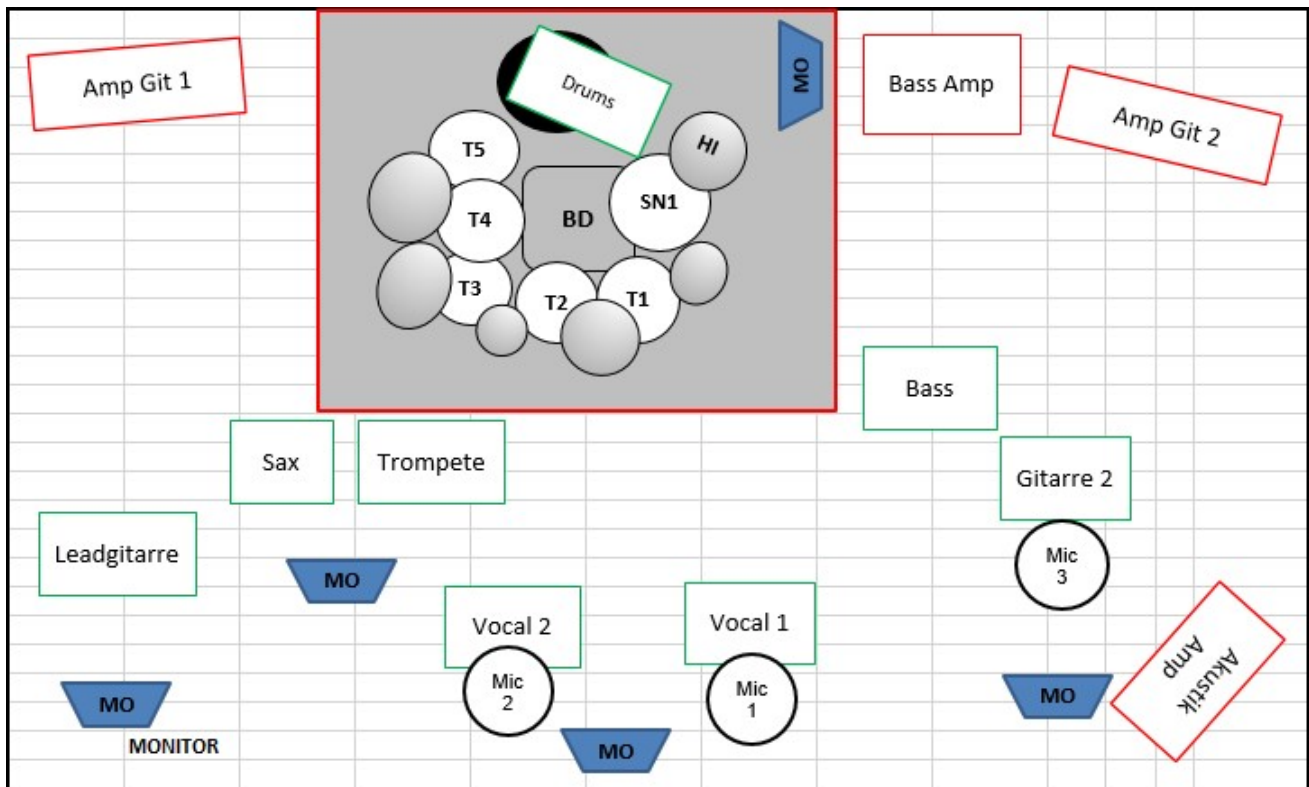 Amp Git 1
Drums
MO
Bass Amp
Amp Git 2
T5
HI
T4
BD
SN1
T3
T2
T1
Bass
Sax
Trompete
Gitarre 2
Leadgitarre
MO
Mic
3
Vocal 2
Vocal 1
Akustik
Amp
Mic
2
Mic
1
MO
MO
MONITOR
MO